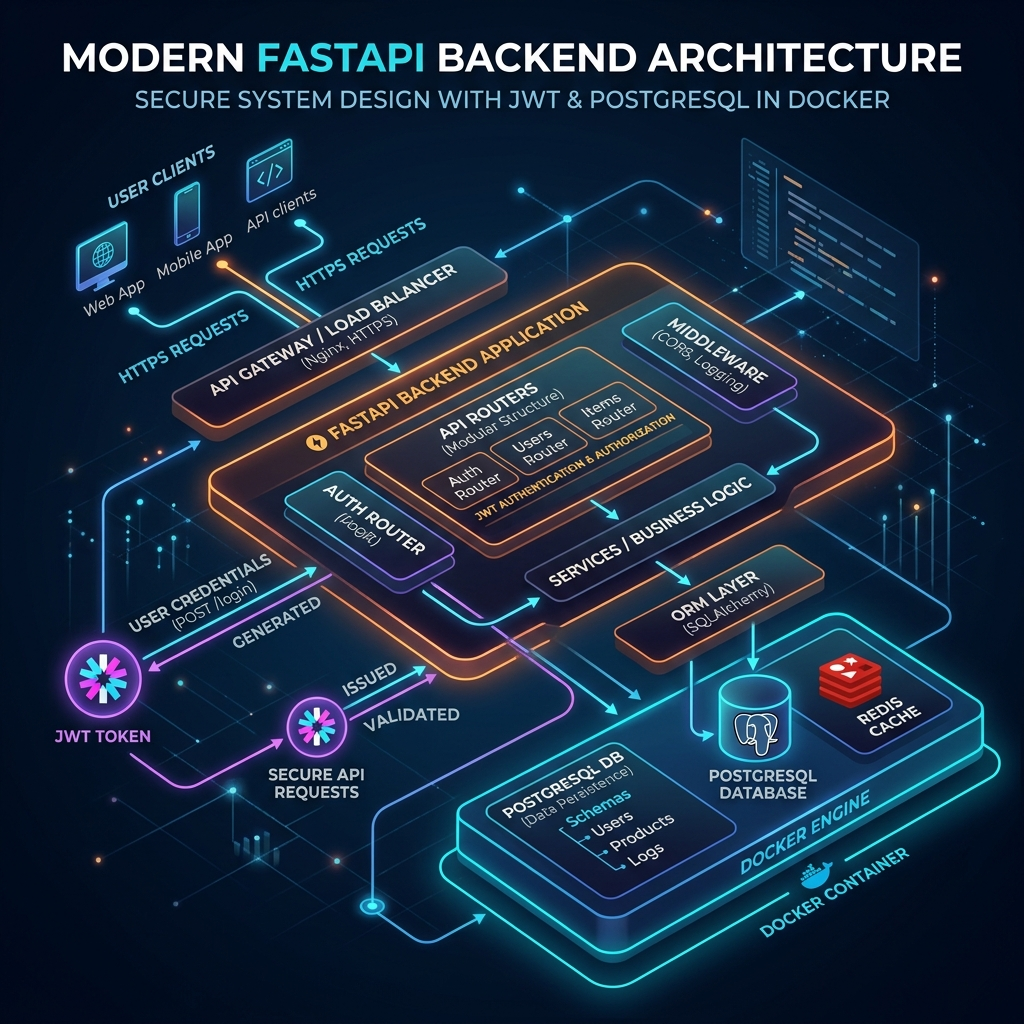 MODERN FASTAPI BACKEND ARCHITECTURE
SECURE SYSTEM DESIGN WITH JWT & POSTGRESQL IN DOCKER
USER CLIENTS
Web App
Mobile App
API clients
HTTPS REQUESTS
HTTPS REQUESTS
API GATEWAY / LOAD BALANCER
(Nginx, HTTPS)
FASTAPI BACKEND APPLICATION
MIDDLEWARE
Logging)
API ROUTERS
(Modular Structure)
Auth
Router
Users
Router
Items
Router
JWT AUTHENTICATION & AUTHORIZATION
AUTH ROUTER
SERVICES / BUSINESS LOGIC
ORM LAYER
(SQLAlchemy)
USER CREDENTIALS
(POST /login)
GENERATED
JWT TOKEN
ISSUED
VALIDATED
SECURE API
REQUESTS
REDIS
CACHE
POSTGRESQL
DATABASE
POSTGRESQL DB
(Data Persistence)
Schemas
Users
Products
Logs
DOCKER ENGINE
DOCKER CONTAINER